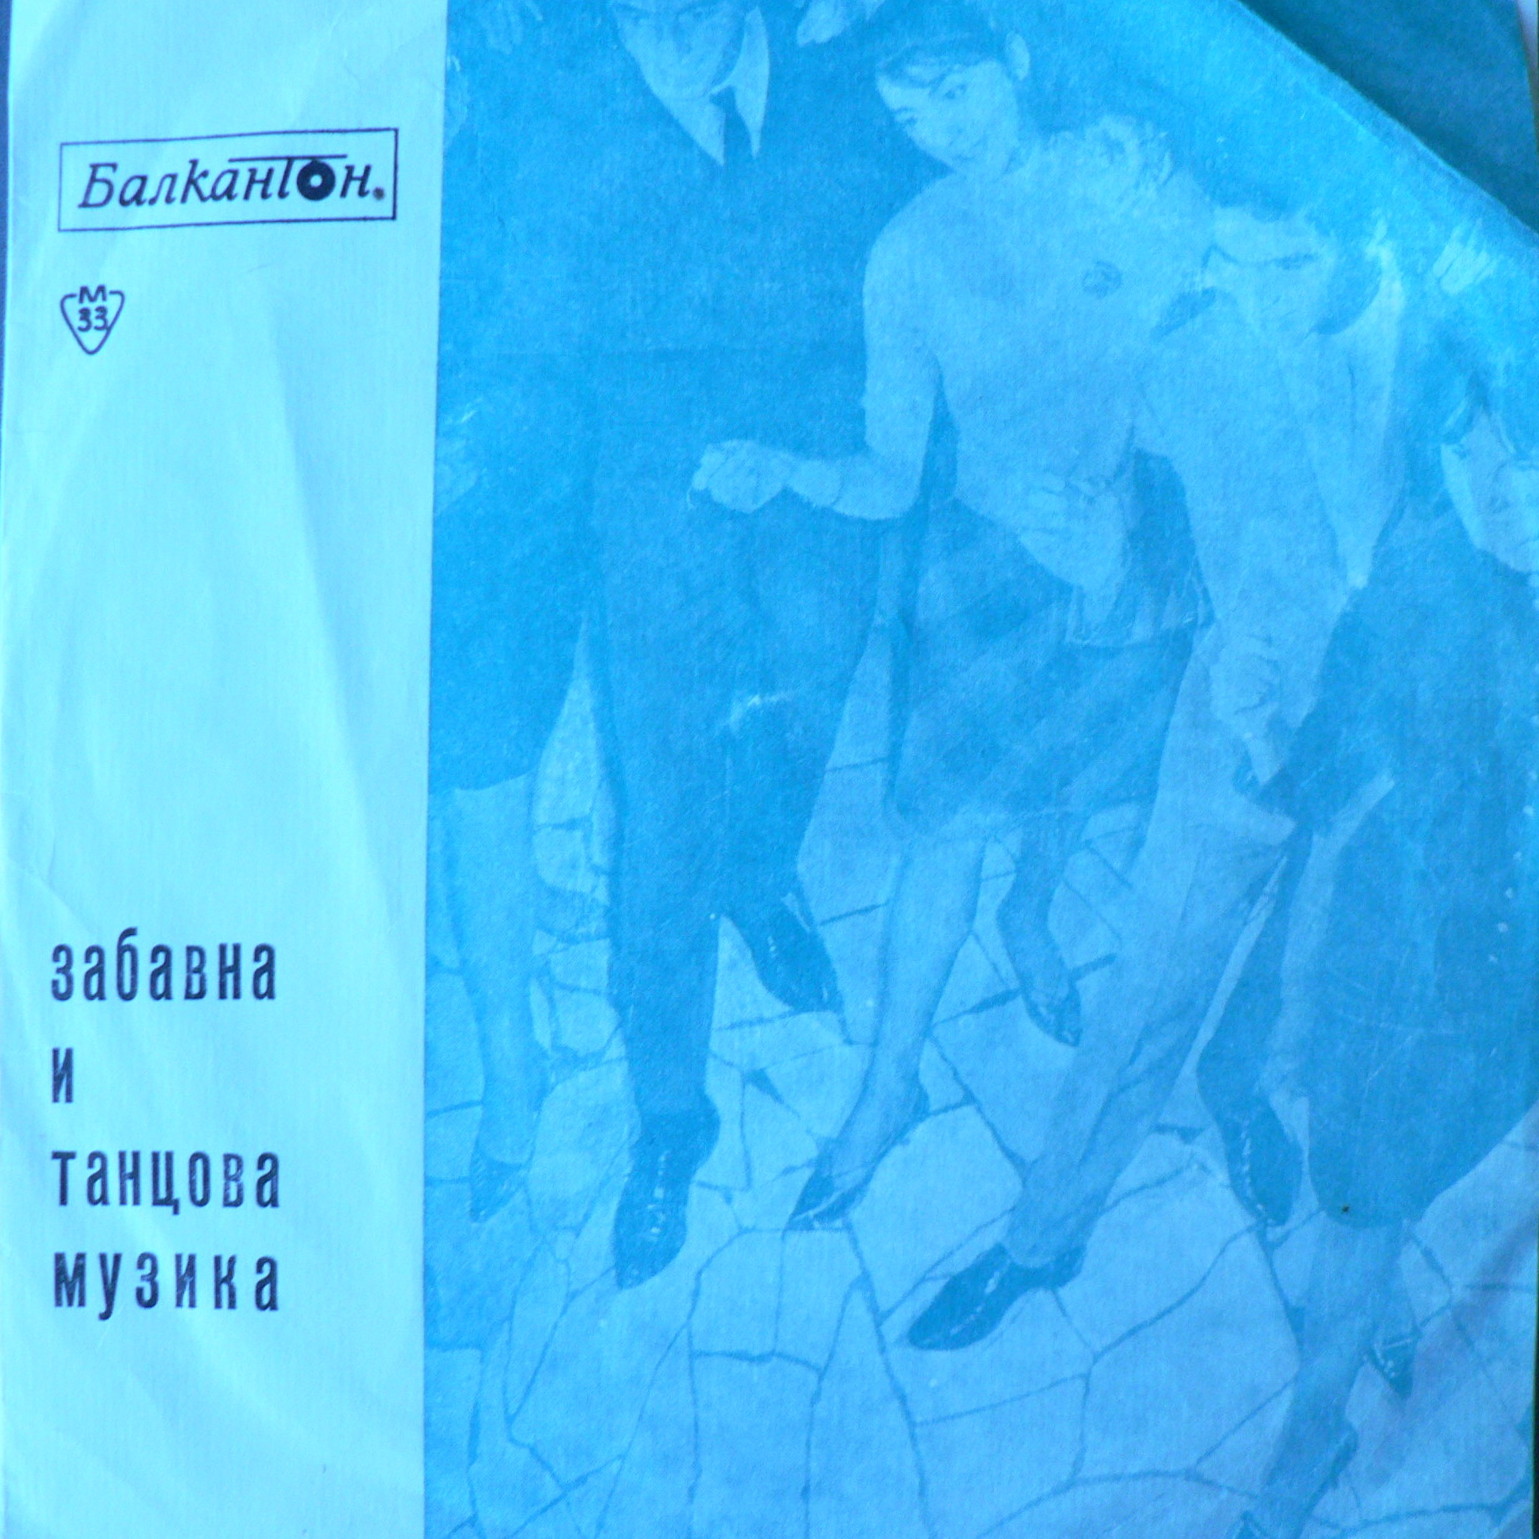 Балкантон
М
33
забавна
и
танцова
музика